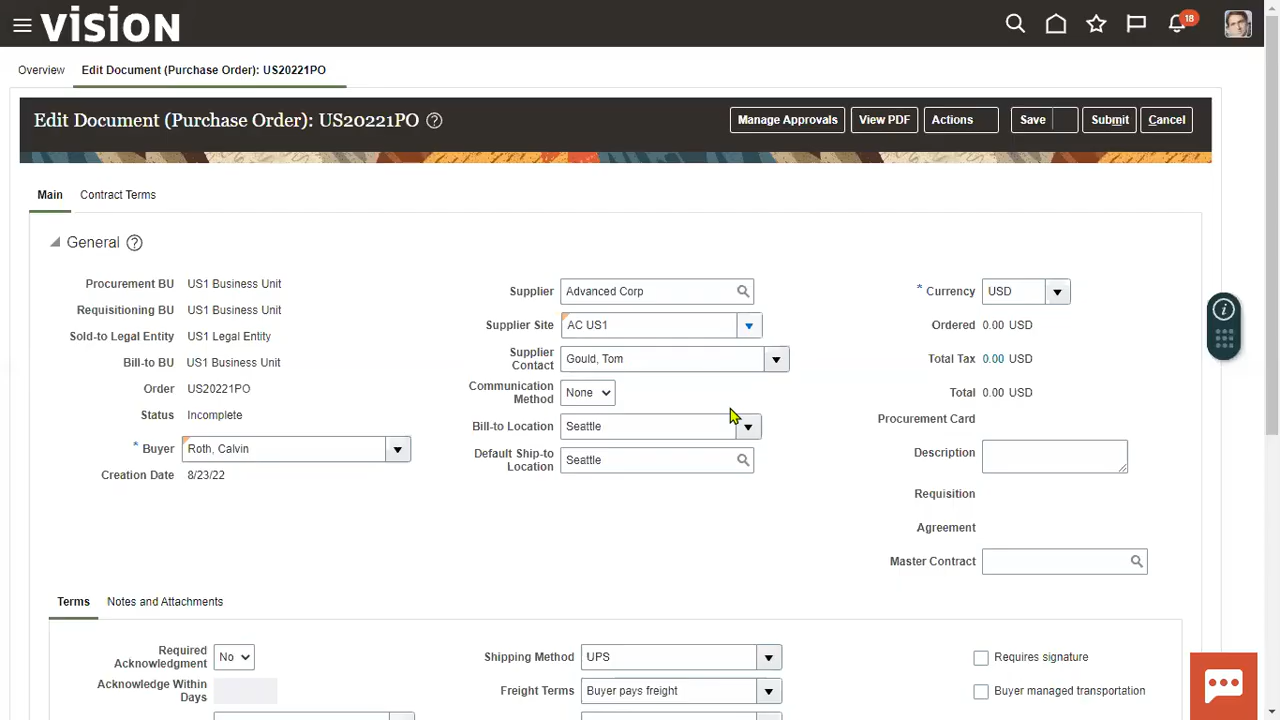 vision
18
Overview
Edit Document (Purchase Order): US20221PO
Edit Document (Purchase Order): US20221PO
Manage Approvals
View PDF
Actions
Save
Submit
Cancel
Main
Contract Terms
General
Procurement BU US1 Business Unit
Requisitioning BU US1 Business Unit
Sold-to Legal Entity US1 Legal Entity
Bill-to BU US1 Business Unit
Order US20221PO
Status Incomplete
* Buyer Roth, Calvin
Creation Date 8/23/22
Supplier Advanced Corp
Supplier Site AC US1
Supplier
Contact Gould, Tom
Communication
Method None
Bill-to Location Seattle
Default Ship-to
Location Seattle
* Currency USD
Ordered 0.00 USD
Total Tax 0.00 USD
Total 0.00 USD
Procurement Card
Description
Requisition
Agreement
Master Contract
Terms
Notes and Attachments
Required
Acknowledgment No
Acknowledge Within
Days
Shipping Method UPS
Freight Terms Buyer pays freight
Requires signature
Buyer managed transportation